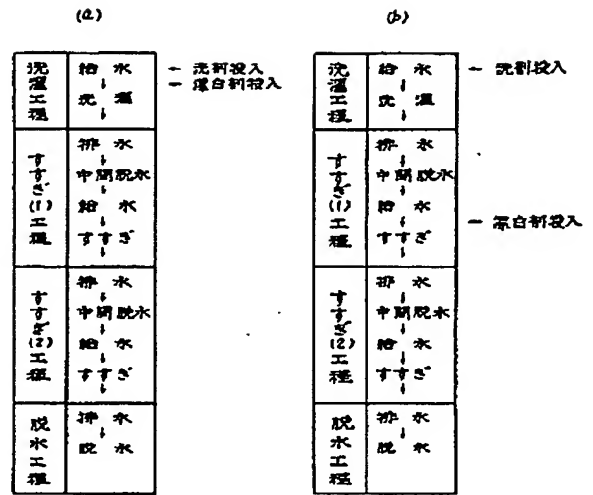 (a)
洗濯工程
給水
↓
洗濯
↓
← 洗剤投入
← 漂白剤投入
すすぎ(1)工程
排水
↓
中間脱水
↓
給水
↓
すすぎ
↓
すすぎ(2)工程
排水
↓
中間脱水
↓
給水
↓
すすぎ
↓
脱水工程
排水
↓
脱水
(b)
洗濯工程
給水
↓
洗濯
↓
← 洗剤投入
すすぎ(1)工程
排水
↓
中間脱水
↓
給水
↓
すすぎ
↓
← 漂白剤投入
すすぎ(2)工程
排水
↓
中間脱水
↓
給水
↓
すすぎ
↓
脱水工程
排水
↓
脱水